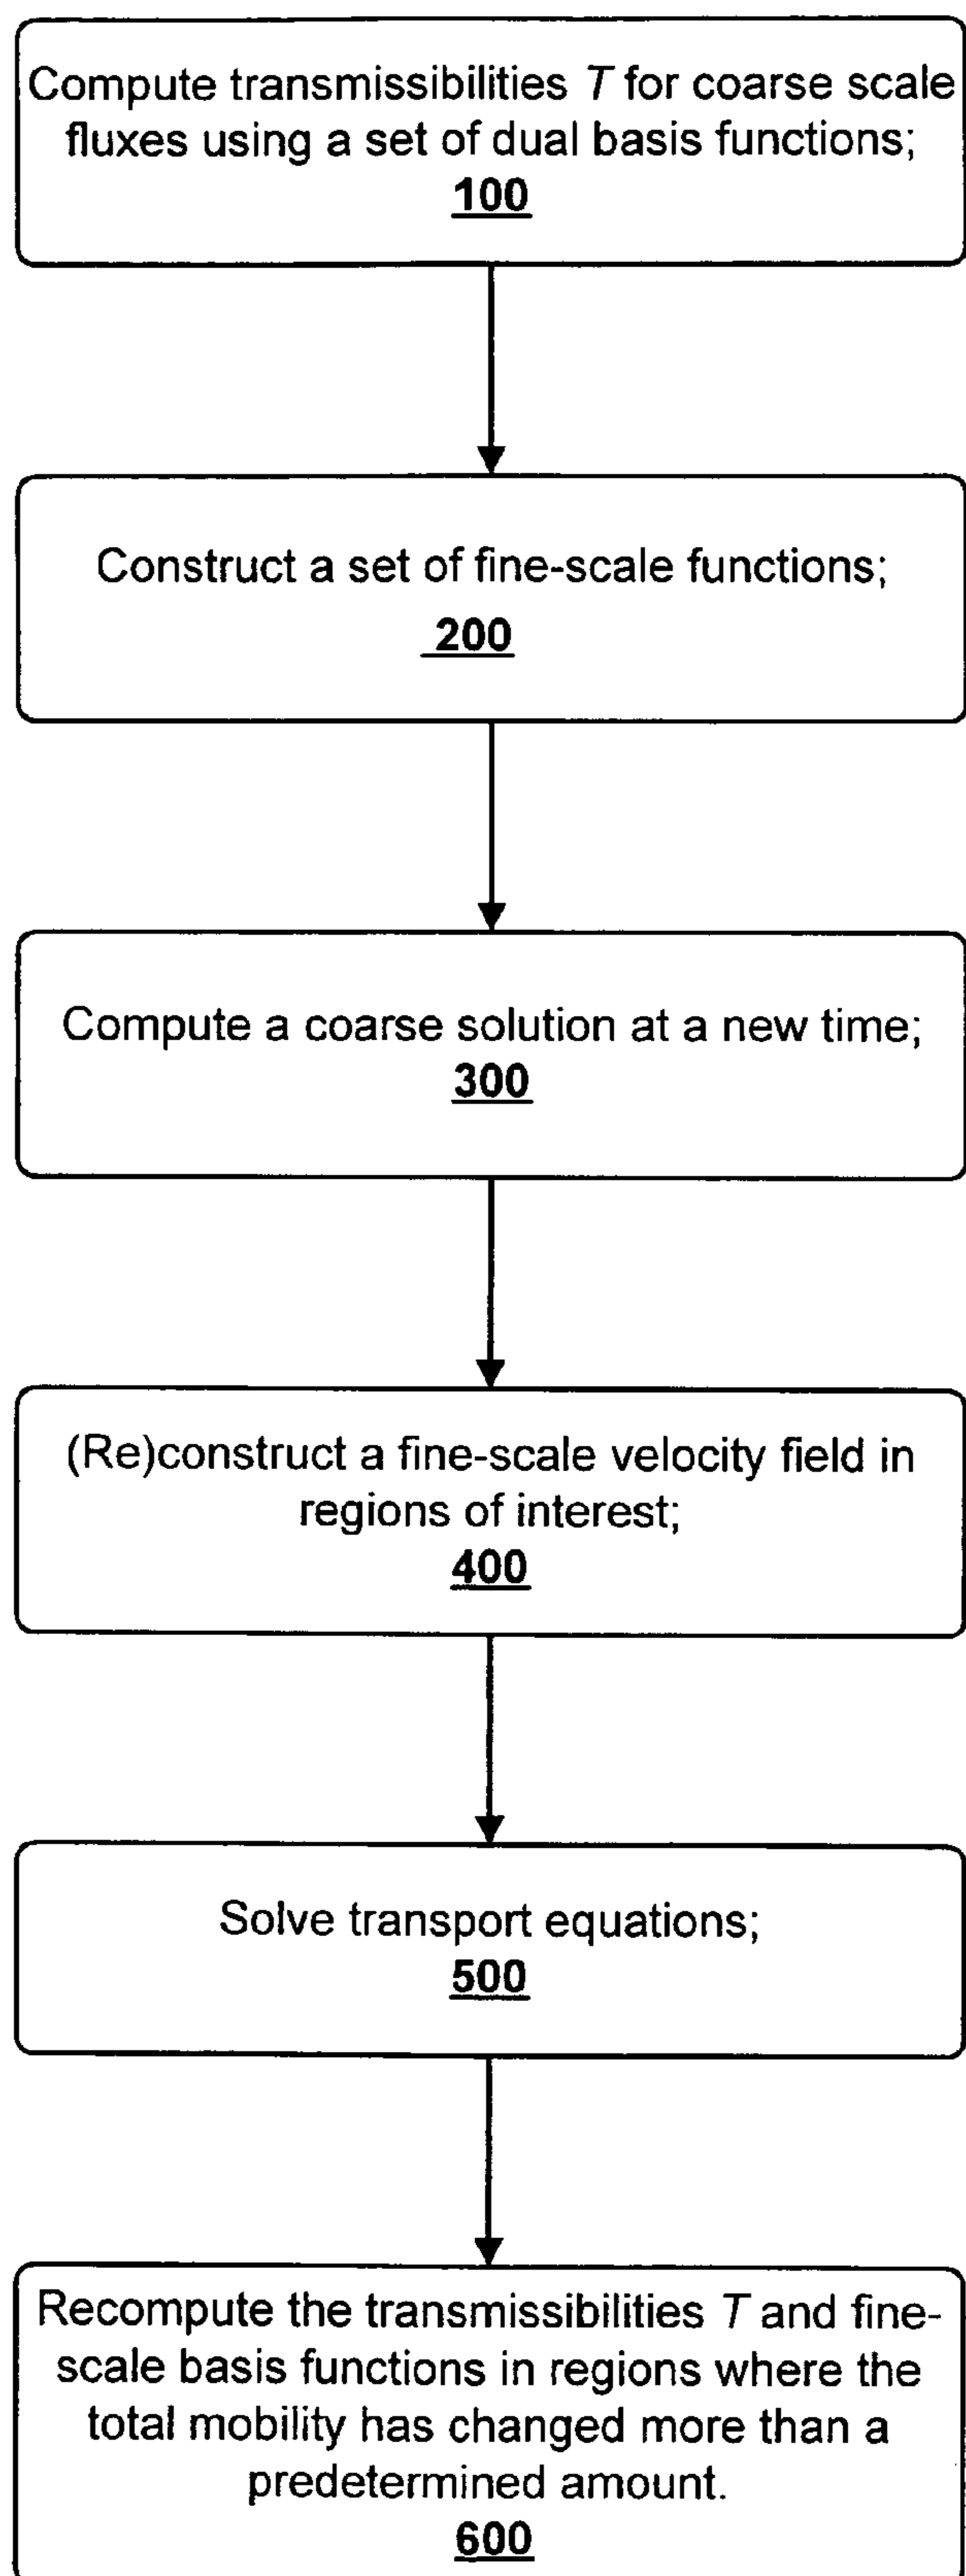 Compute transmissibilities T for coarse scale
fluxes using a set of dual basis functions;
100
Construct a set of fine-scale functions;
200
Compute a coarse solution at a new time;
300
(Re)construct a fine-scale velocity field in
regions of interest;
400
Solve transport equations;
500
Recompute the transmissibilities T and fine-
scale basis functions in regions where the
total mobility has changed more than a
predetermined amount.
600